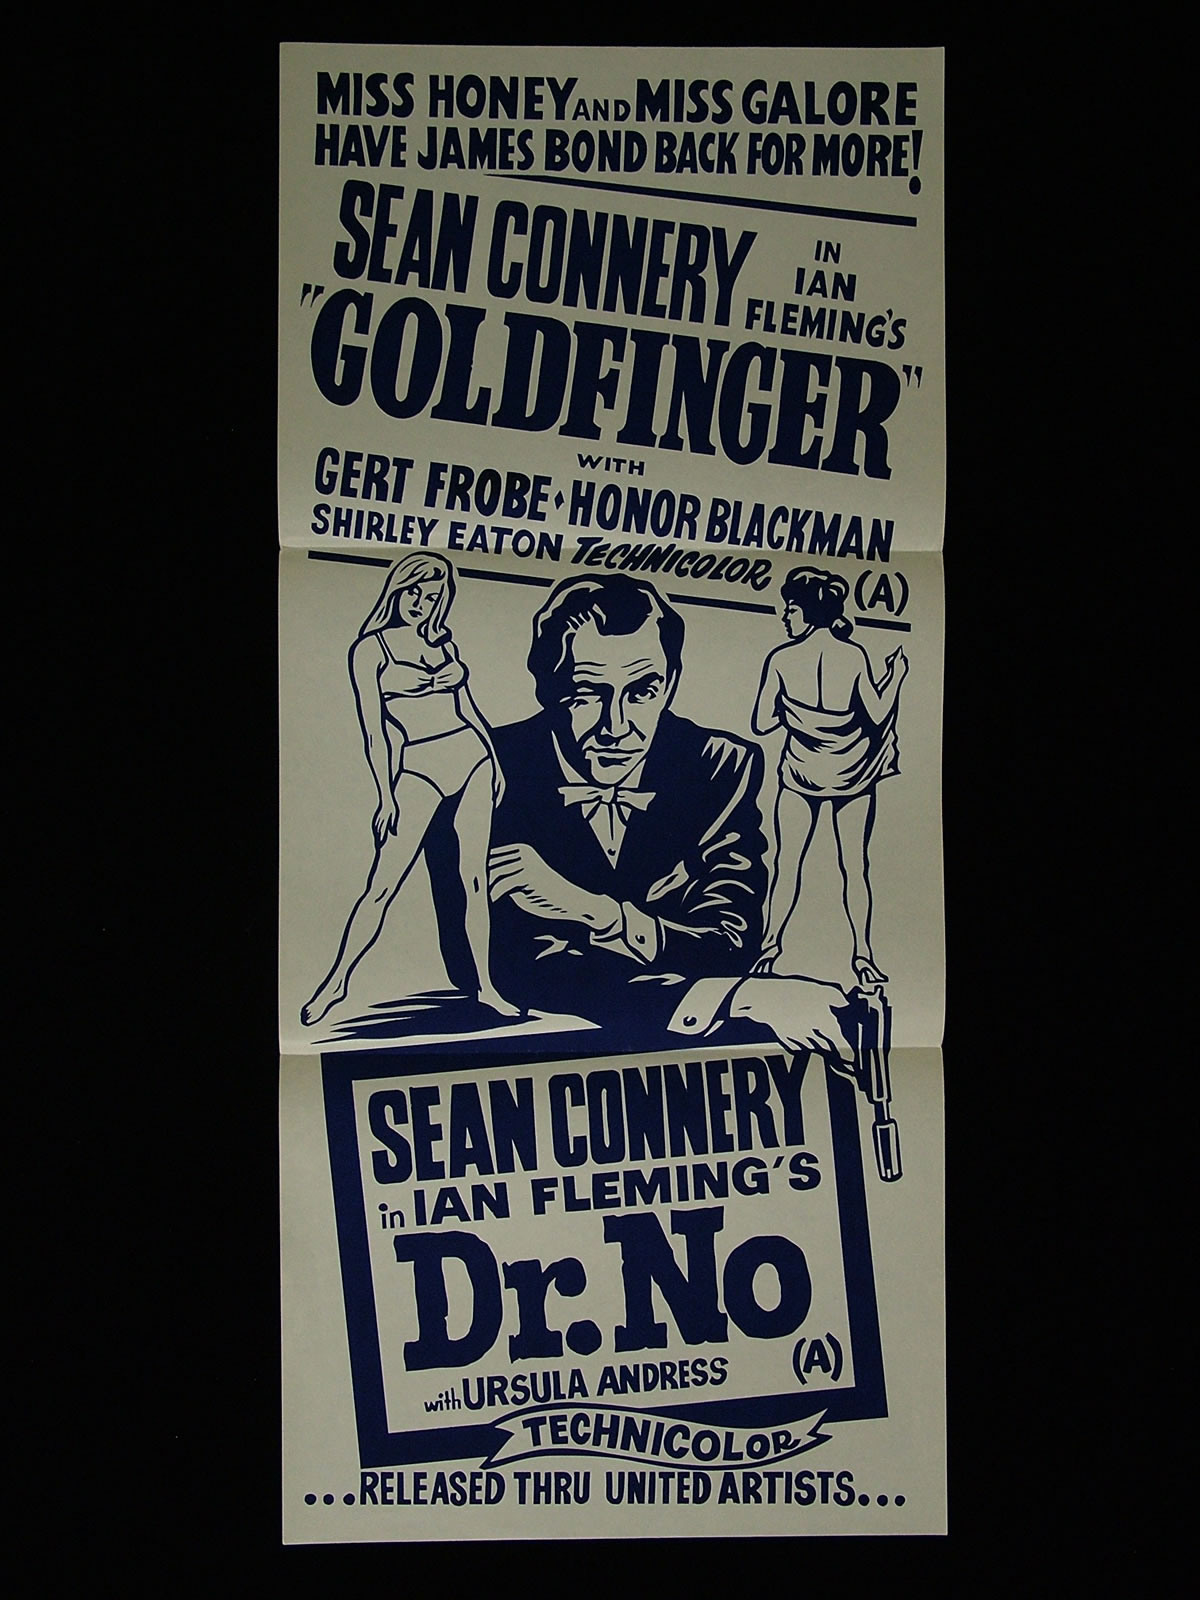 MISS HONEY AND MISS GALORE
HAVE JAMES BOND BACK FOR MORE!
SEAN CONNERY
IN
IAN
FLEMING'S
"GOLDFINGER"
WITH
GERT FROBE ♦ HONOR BLACKMAN
SHIRLEY EATON TECHNICOLOR
(A)
SEAN CONNERY
in IAN FLEMING'S
Dr. No
(A)
with URSULA ANDRESS
TECHNICOLOR
...RELEASED THRU UNITED ARTISTS...